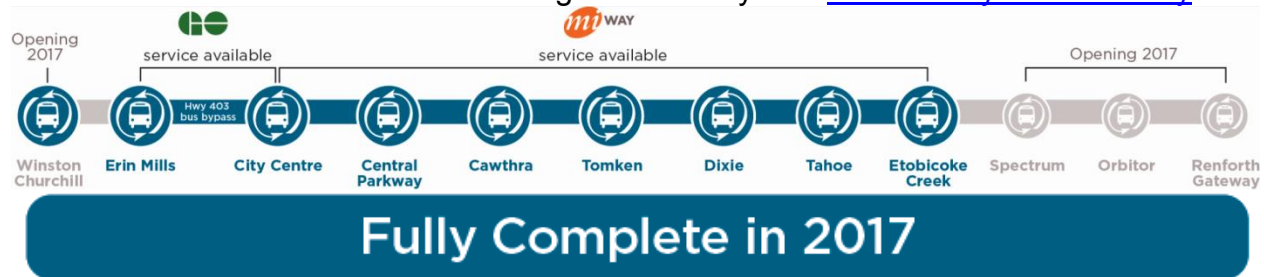 GO
mi WAY
Opening
2017
service available
service available
Opening 2017
Hwy 403
bus bypass
Winston
Churchill
Erin Mills
City Centre
Central
Parkway
Cawthra
Tomken
Dixie
Tahoe
Etobicoke
Creek
Spectrum
Orbitor
Renforth
Gateway
Fully Complete in 2017